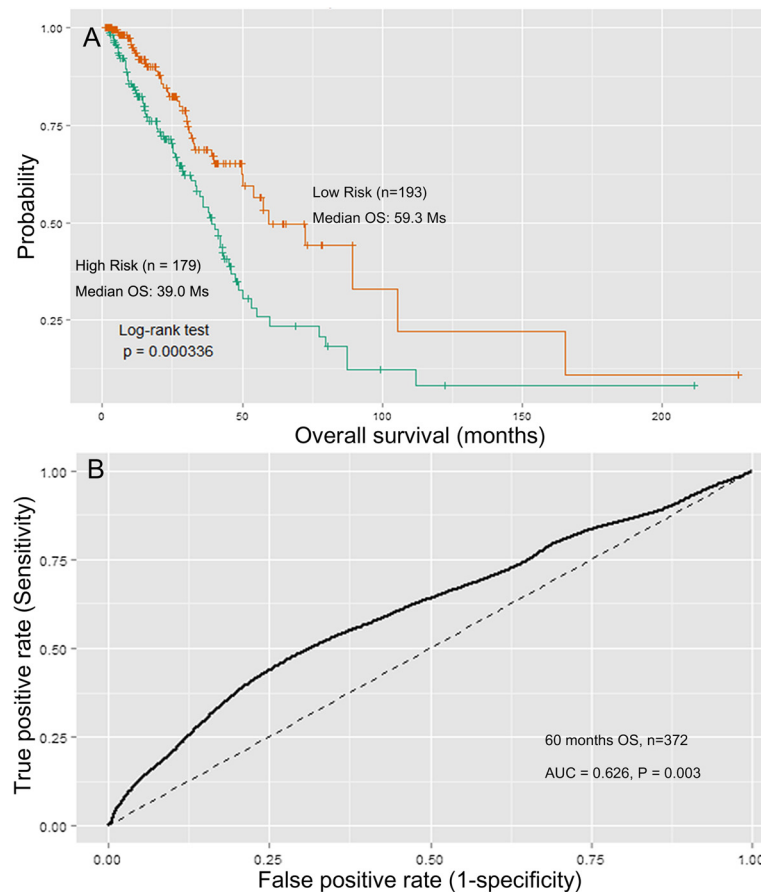 A
1.00
0.75
0.50
0.25
Probability
Low Risk (n=193)
Median OS: 59.3 Ms
High Risk (n = 179)
Median OS: 39.0 Ms
Log-rank test
p = 0.000336
0
50
100
150
200
Overall survival (months)
B
1.00
0.75
0.50
0.25
0.00
True positive rate (Sensitivity)
60 months OS, n=372
AUC = 0.626, P = 0.003
0.00
0.25
0.50
0.75
1.00
False positive rate (1-specificity)